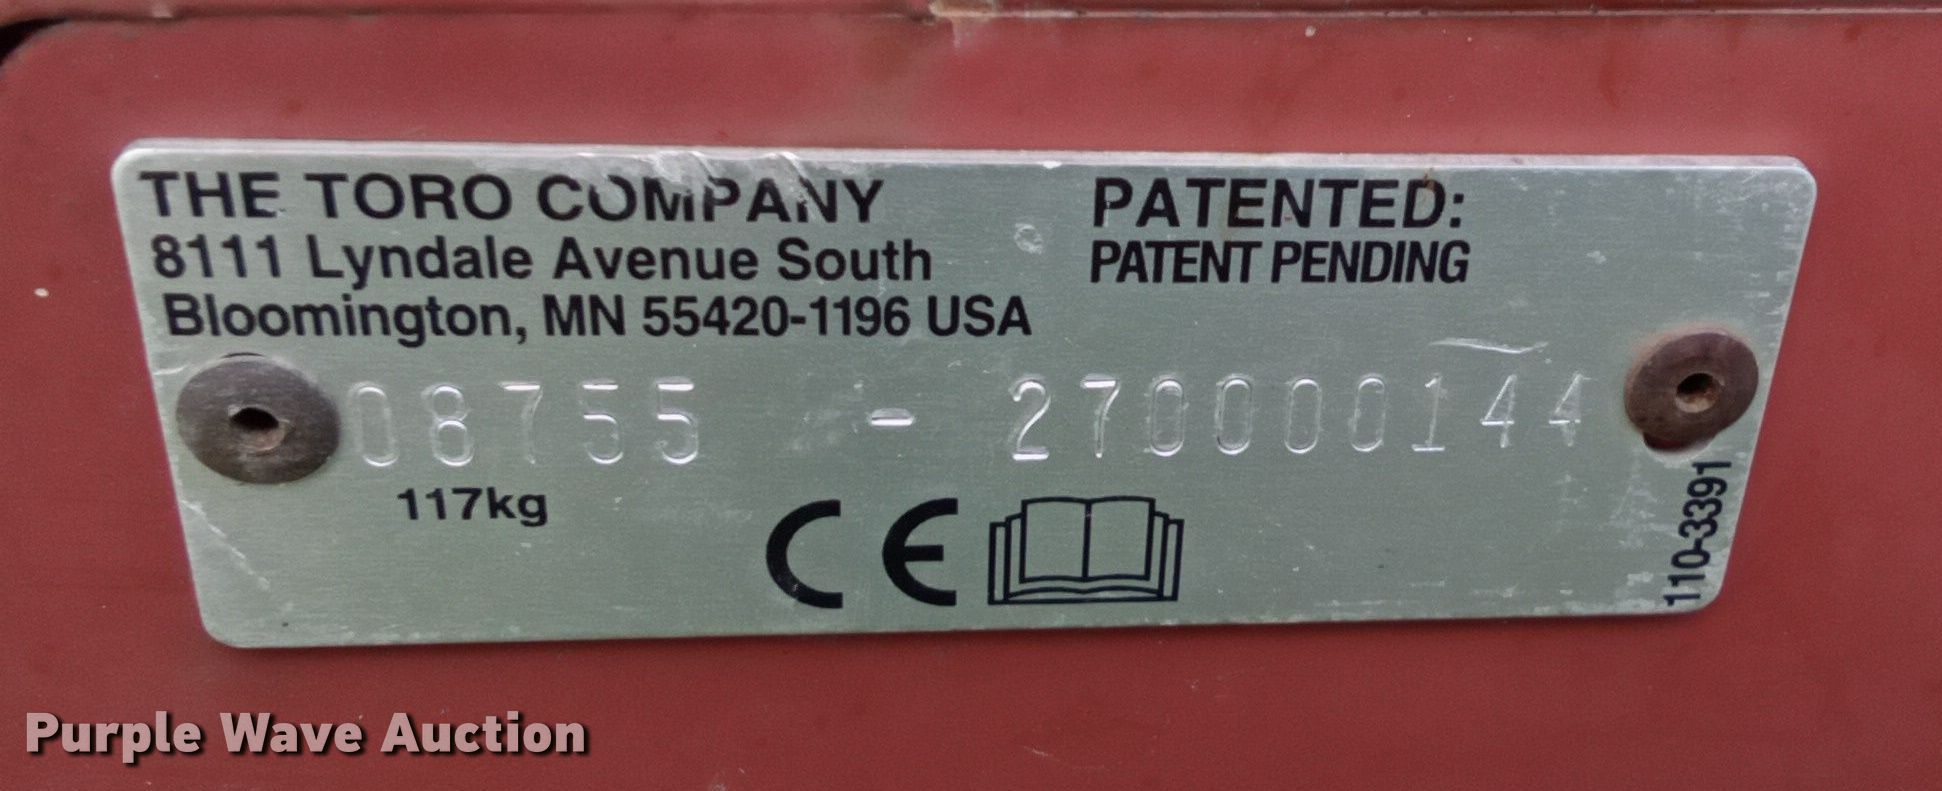 THE TORO COMPANY
8111 Lyndale Avenue South
Bloomington, MN 55420-1196 USA
PATENTED:
PATENT PENDING
08755 - 270000144
117kg
CE
110-3391
Purple Wave Auction